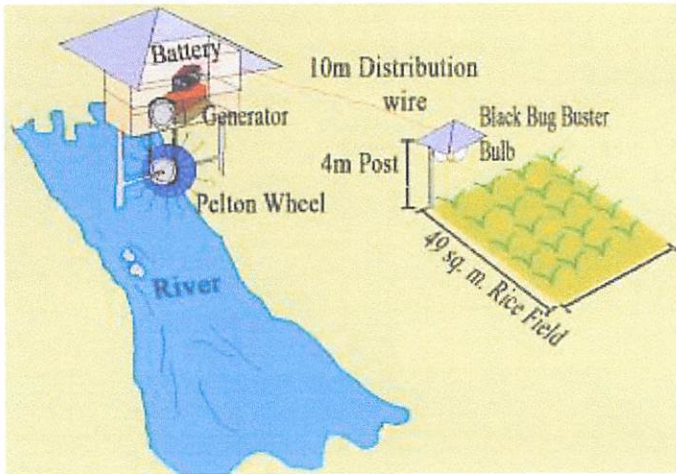 Battery
10m Distribution
wire
Generator
Black Bug Buster
Bulb
4m Post
Pelton Wheel
49 sq. m. Rice Field
River